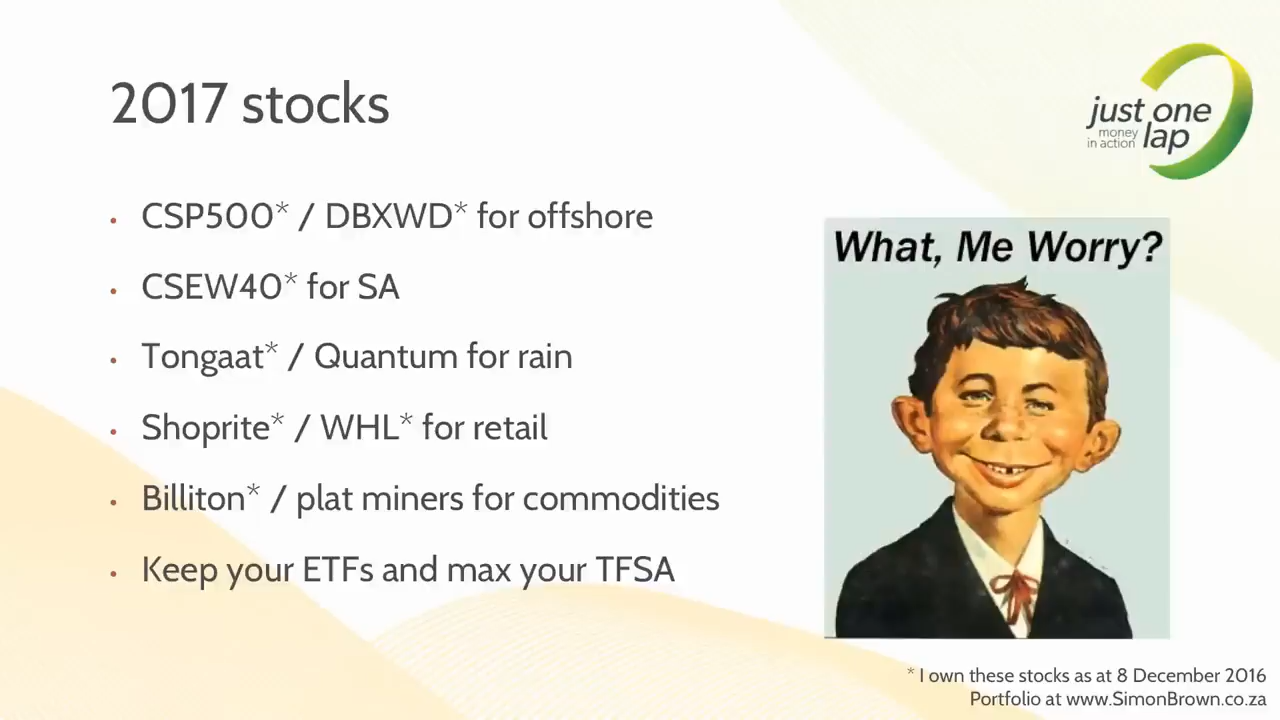 2017 stocks
just one
money
in action
lap
• CSP500* / DBXWD* for offshore
• CSEW40* for SA
• Tongaat* / Quantum for rain
• Shoprite* / WHL* for retail
• Billiton* / plat miners for commodities
• Keep your ETFs and max your TFSA
What, Me Worry?
* I own these stocks as at 8 December 2016
Portfolio at www.SimonBrown.co.za